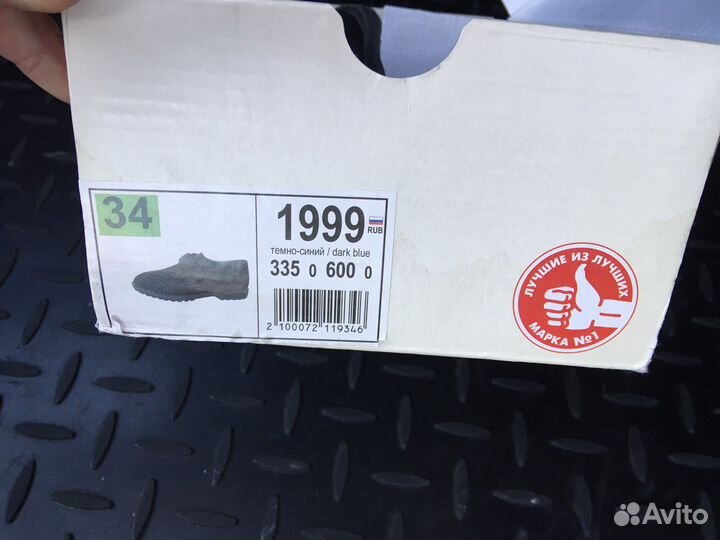 34
1999
RUB
темно-синий / dark blue
335 0 600 0
2 100072 119346
ЛУЧШИЕ ИЗ ЛУЧШИХ
МАРКА №1
Avito